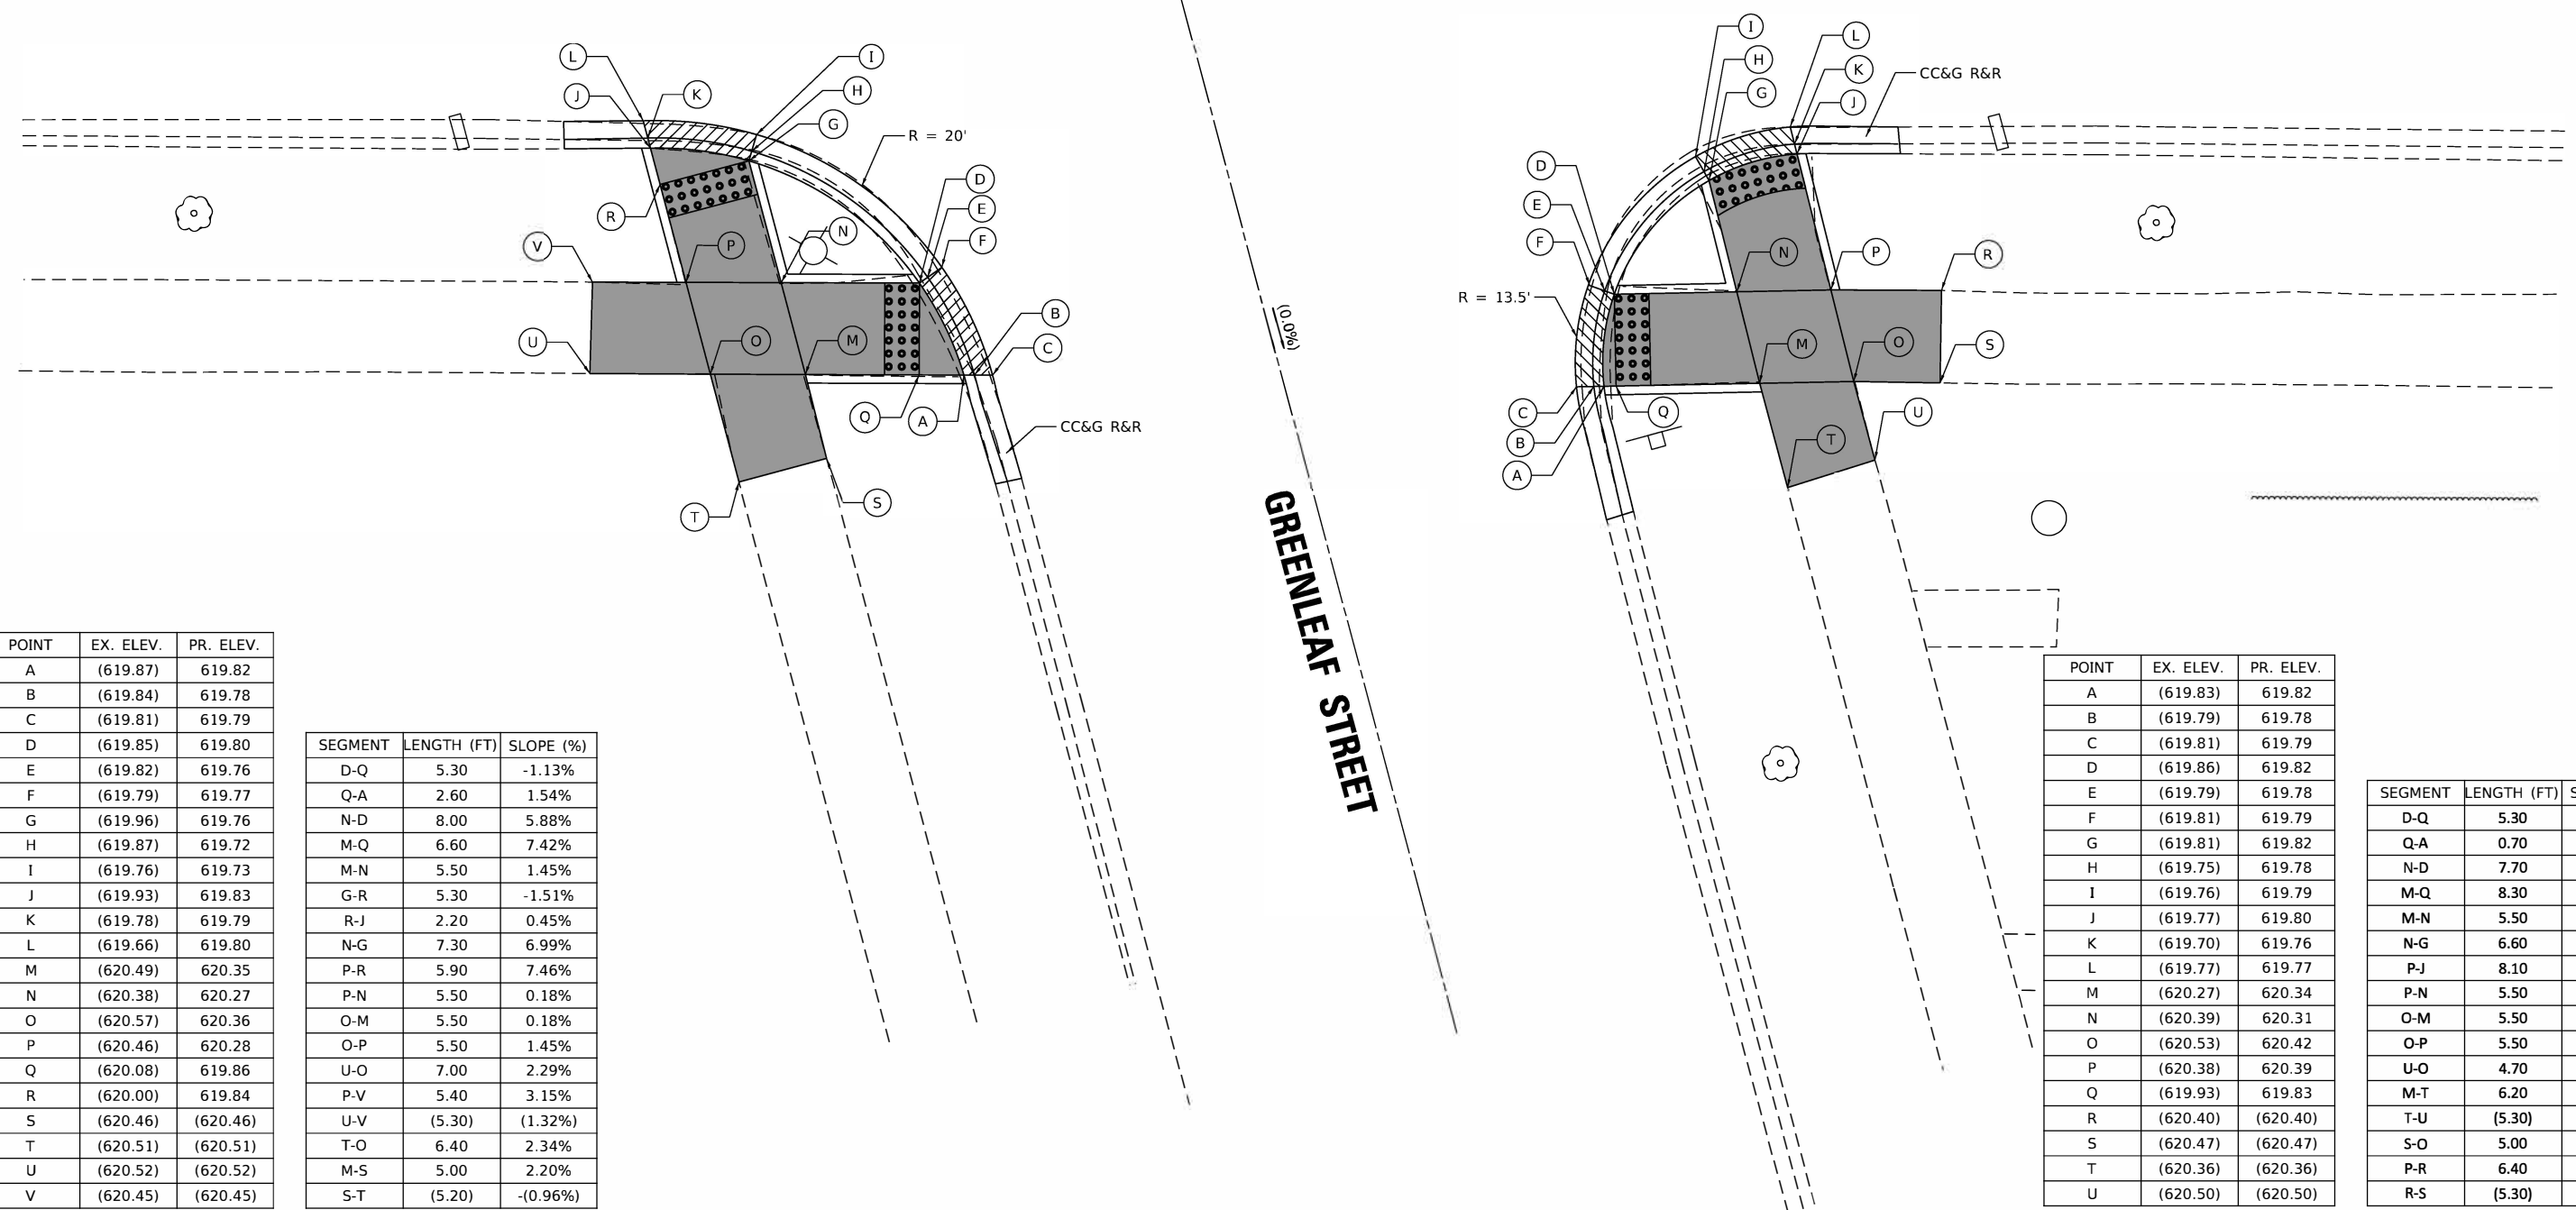 I
L
L
I
H
K
CC&G R&R
J
K
H
G
J
G
R = 20'
D
D
E
R
E
F
V
P
N
F
N
P
R
R = 13.5'
B
(0.0%)
U
O
M
C
M
O
S
Q
A
C
Q
U
CC&G R&R
B
T
A
T
S
GREENLEAF STREET
POINT EX. ELEV. PR. ELEV.
A (619.87) 619.82
B (619.84) 619.78
C (619.81) 619.79
D (619.85) 619.80
E (619.82) 619.76
F (619.79) 619.77
G (619.96) 619.76
H (619.87) 619.72
I (619.76) 619.73
J (619.93) 619.83
K (619.78) 619.79
L (619.66) 619.80
M (620.49) 620.35
N (620.38) 620.27
O (620.57) 620.36
P (620.46) 620.28
Q (620.08) 619.86
R (620.00) 619.84
S (620.46) (620.46)
T (620.51) (620.51)
U (620.52) (620.52)
V (620.45) (620.45)
SEGMENT LENGTH (FT) SLOPE (%)
D-Q 5.30 -1.13%
Q-A 2.60 1.54%
N-D 8.00 5.88%
M-Q 6.60 7.42%
M-N 5.50 1.45%
G-R 5.30 -1.51%
R-J 2.20 0.45%
N-G 7.30 6.99%
P-R 5.90 7.46%
P-N 5.50 0.18%
O-M 5.50 0.18%
O-P 5.50 1.45%
U-O 7.00 2.29%
P-V 5.40 3.15%
U-V (5.30) (1.32%)
T-O 6.40 2.34%
M-S 5.00 2.20%
S-T (5.20) -(0.96%)
POINT EX. ELEV. PR. ELEV.
A (619.83) 619.82
B (619.79) 619.78
C (619.81) 619.79
D (619.86) 619.82
E (619.79) 619.78
F (619.81) 619.79
G (619.81) 619.82
H (619.75) 619.78
I (619.76) 619.79
J (619.77) 619.80
K (619.70) 619.76
L (619.77) 619.77
M (620.27) 620.34
N (620.39) 620.31
O (620.53) 620.42
P (620.38) 620.39
Q (619.93) 619.83
R (620.40) (620.40)
S (620.47) (620.47)
T (620.36) (620.36)
U (620.50) (620.50)
SEGMENT LENGTH (FT) S
D-Q 5.30
Q-A 0.70
N-D 7.70
M-Q 8.30
M-N 5.50
N-G 6.60
P-J 8.10
P-N 5.50
O-M 5.50
O-P 5.50
U-O 4.70
M-T 6.20
T-U (5.30)
S-O 5.00
P-R 6.40
R-S (5.30)